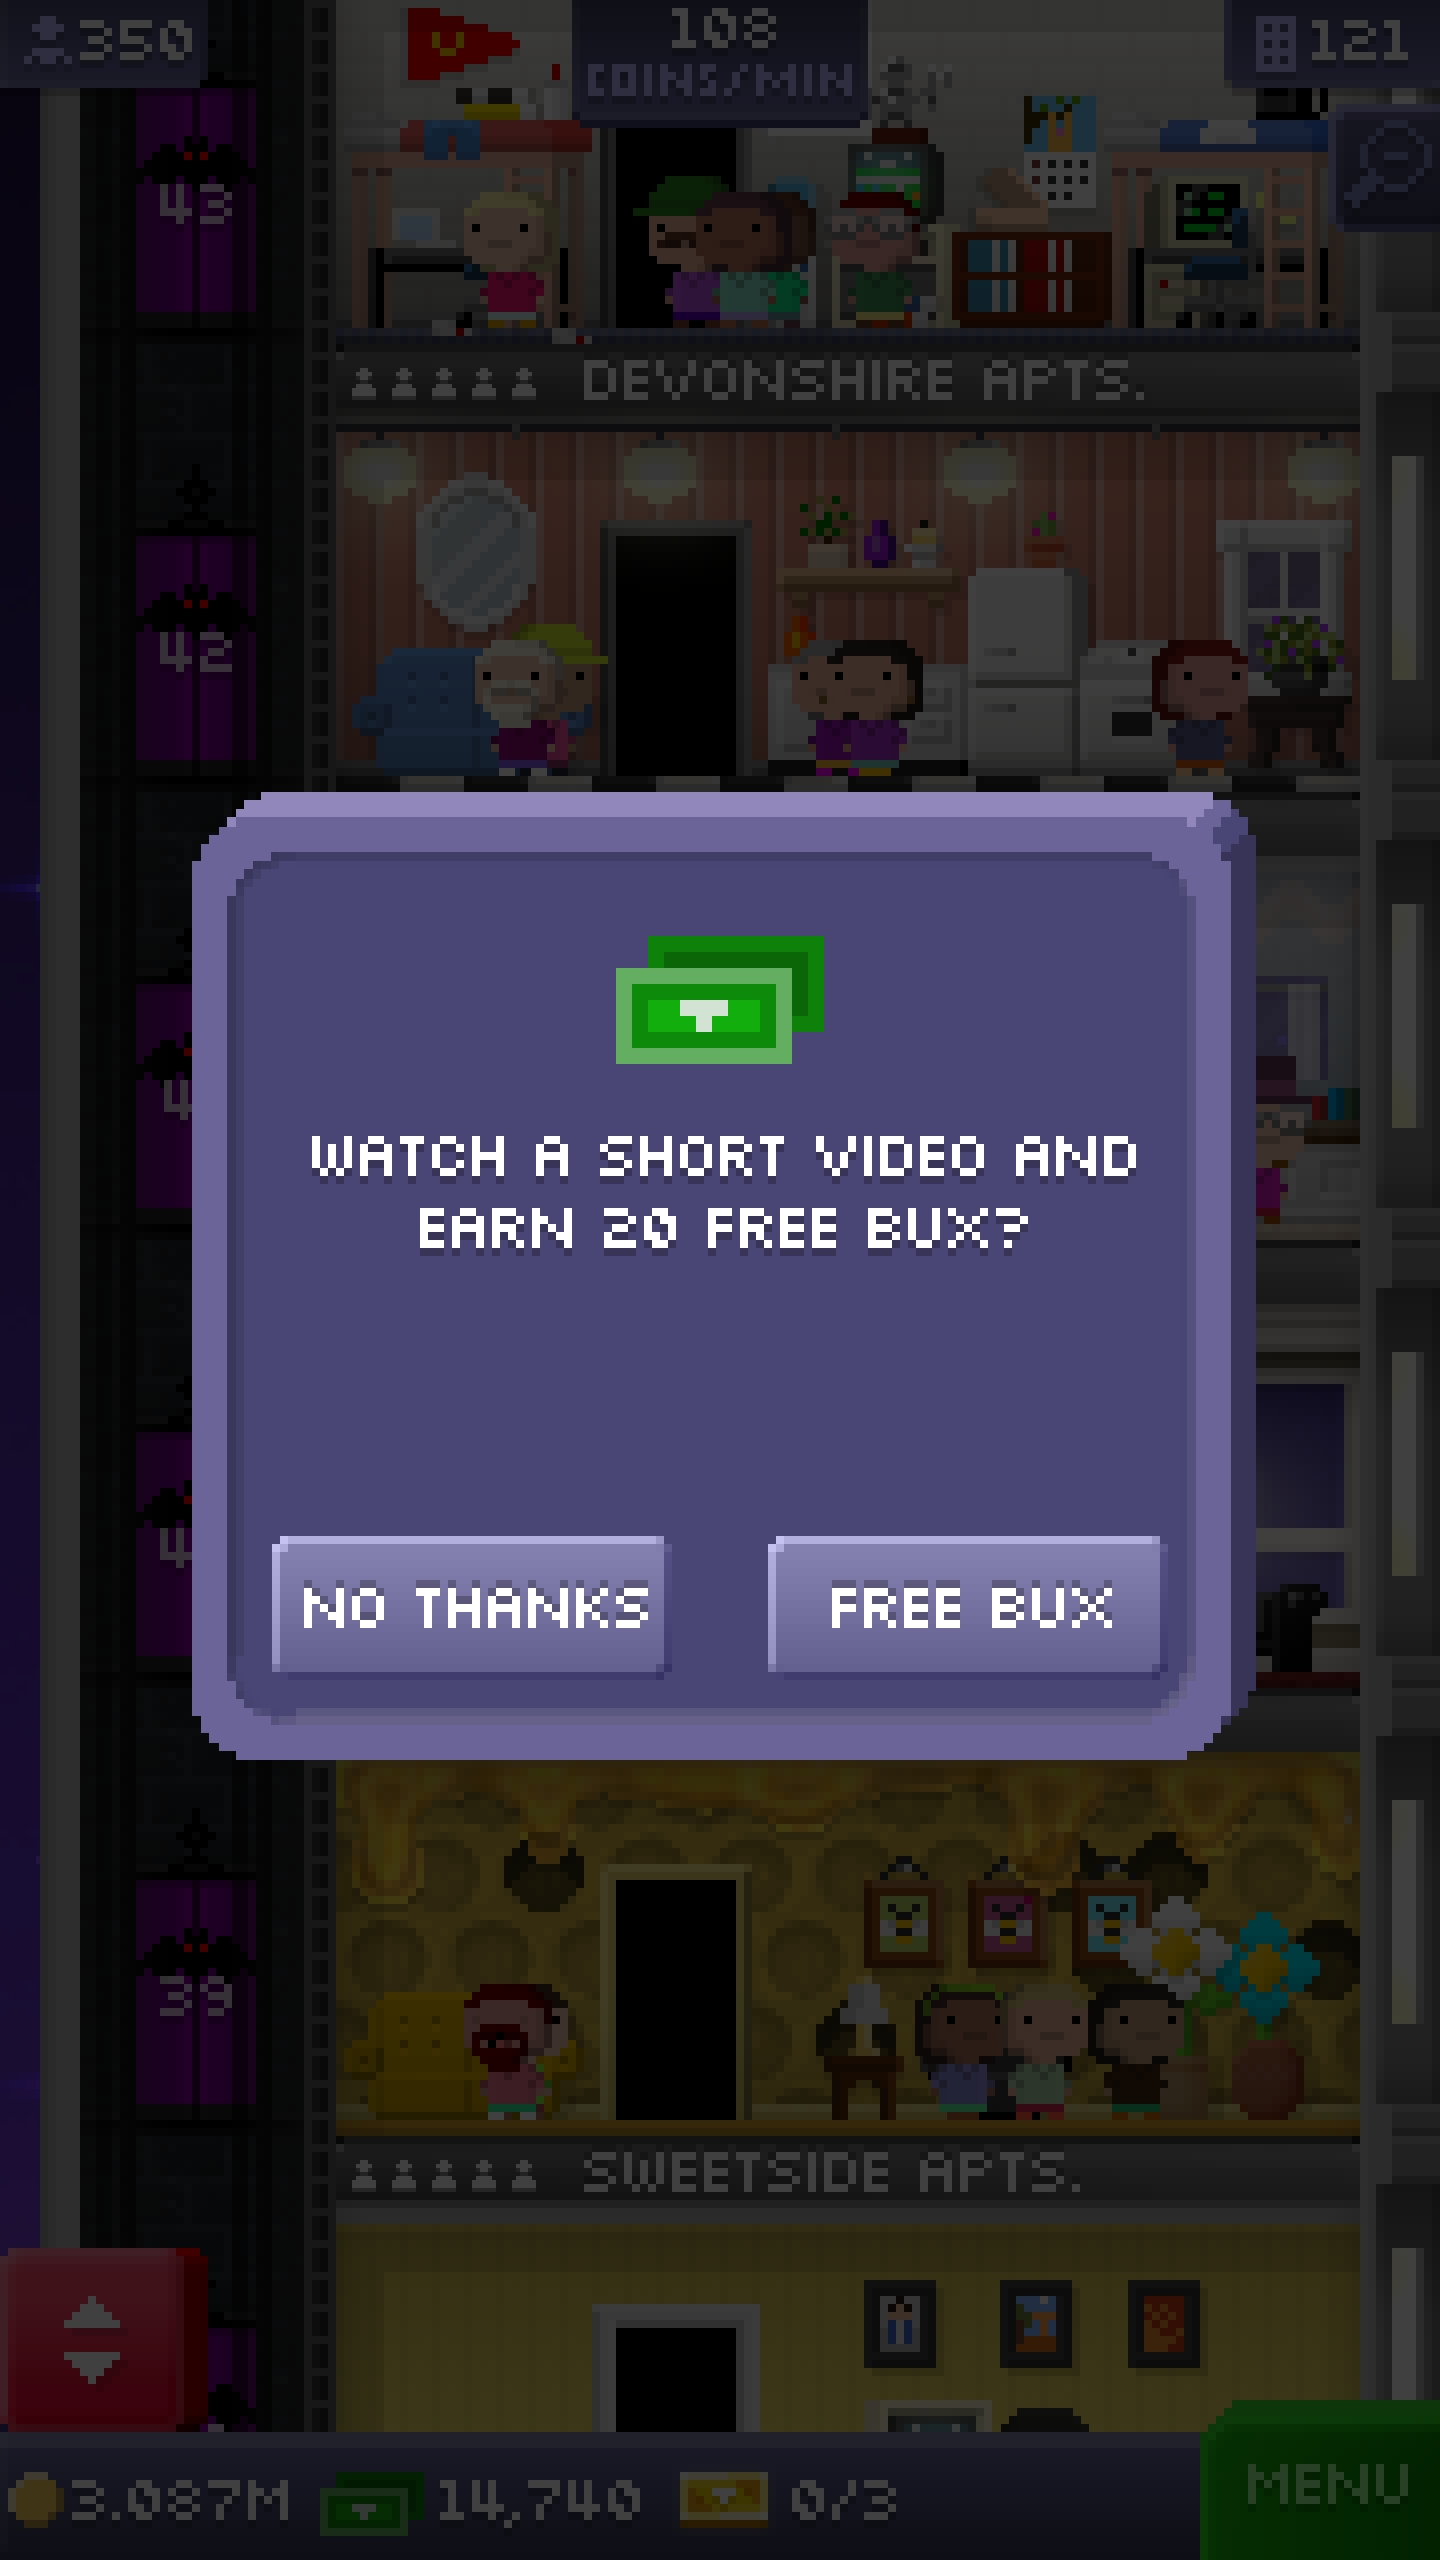 350
108
COINS/MIN
121
43
DEVONSHIRE APTS.
42
WATCH A SHORT VIDEO AND
EARN 20 FREE BUX?
NO THANKS
FREE BUX
39
SWEETSIDE APTS.
3.087M
14,740
0/3
MENU